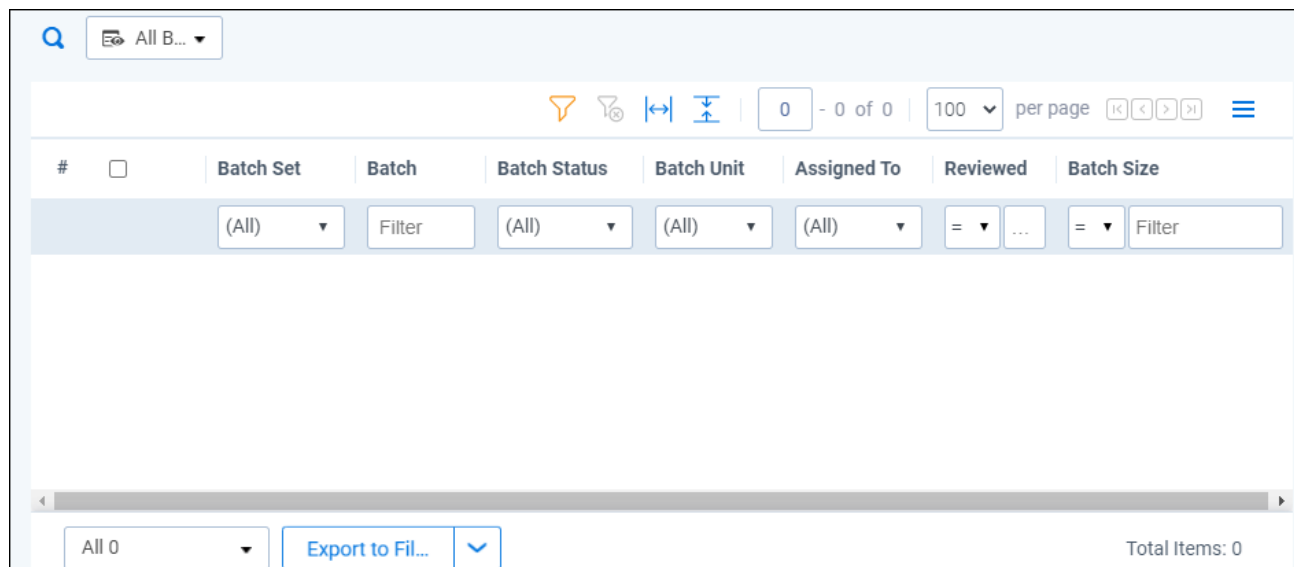 All B...
0 - 0 of 0 100 per page
# Batch Set Batch Batch Status Batch Unit Assigned To Reviewed Batch Size
(All) Filter (All) (All) (All) = ... = Filter
All 0 Export to Fil... Total Items: 0